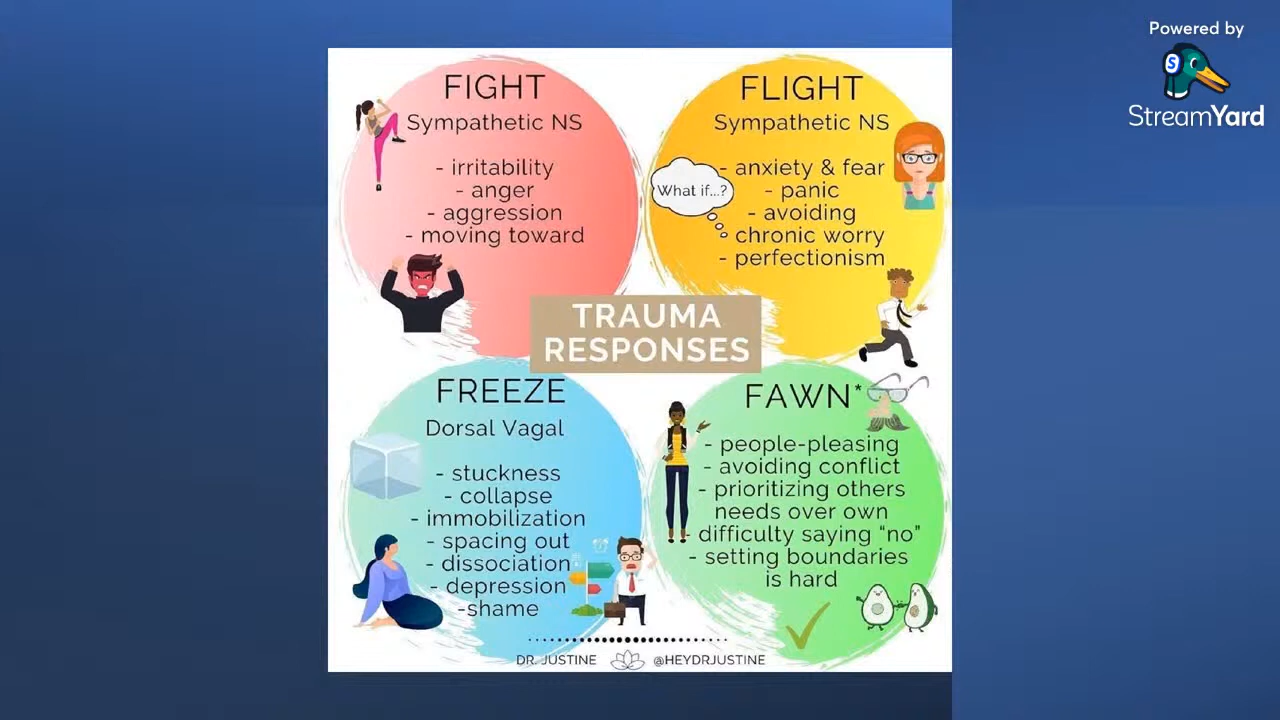 Powered by
S
StreamYard
FIGHT
Sympathetic NS
- irritability
- anger
- aggression
- moving toward
FLIGHT
Sympathetic NS
What if...?
- anxiety & fear
- panic
- avoiding
chronic worry
- perfectionism
TRAUMA
RESPONSES
FREEZE
Dorsal Vagal
- stuckness
- collapse
- immobilization
- spacing out
- dissociation
- depression
-shame
FAWN*
- people-pleasing
- avoiding conflict
- prioritizing others
needs over own
- difficulty saying “no”
- setting boundaries
is hard
DR. JUSTINE @HEYDRJUSTINE